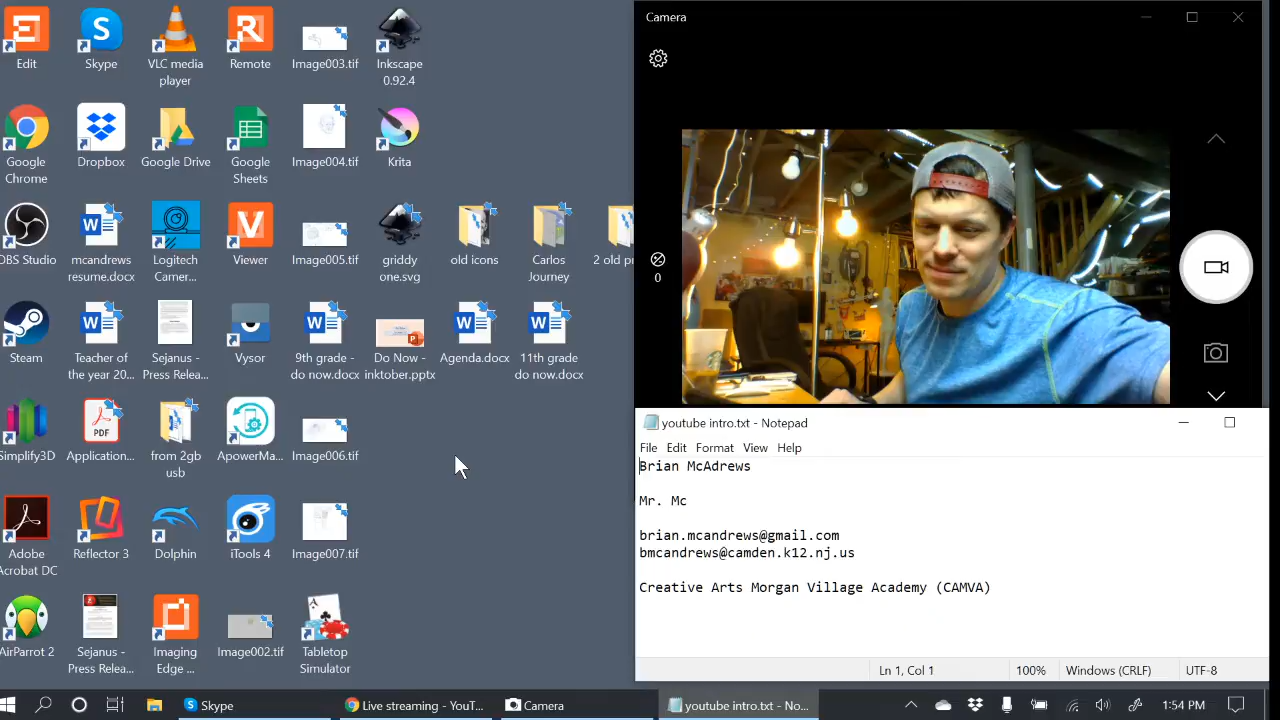 Edit
Skype
VLC media
player
Remote
Image003.tif
Inkscape
0.92.4
Google
Chrome
Dropbox
Google Drive
Google
Sheets
Image004.tif
Krita
OBS Studio
mcandrews
resume.docx
Logitech
Camer...
Viewer
Image005.tif
griddy
one.svg
old icons
Carlos
Journey
2 old pr
Steam
Teacher of
the year 20...
Sejanus -
Press Relea...
Vysor
9th grade -
do now.docx
Do Now -
inktober.pptx
Agenda.docx
11th grade
do now.docx
Simplify3D
PDF
Application...
from 2gb
usb
ApowerMa...
Image006.tif
Adobe
Acrobat DC
Reflector 3
Dolphin
iTools 4
Image007.tif
AirParrot 2
Sejanus -
Press Relea...
Imaging
Edge ...
Image002.tif
Tabletop
Simulator
Camera
0
youtube intro.txt - Notepad
File Edit Format View Help
Brian McAdrews
Mr. Mc
brian.mcandrews@gmail.com
bmcandrews@camden.k12.nj.us
Creative Arts Morgan Village Academy (CAMVA)
Ln 1, Col 1 100% Windows (CRLF) UTF-8
Skype
Live streaming - YouT...
Camera
youtube intro.txt - No...
1:54 PM